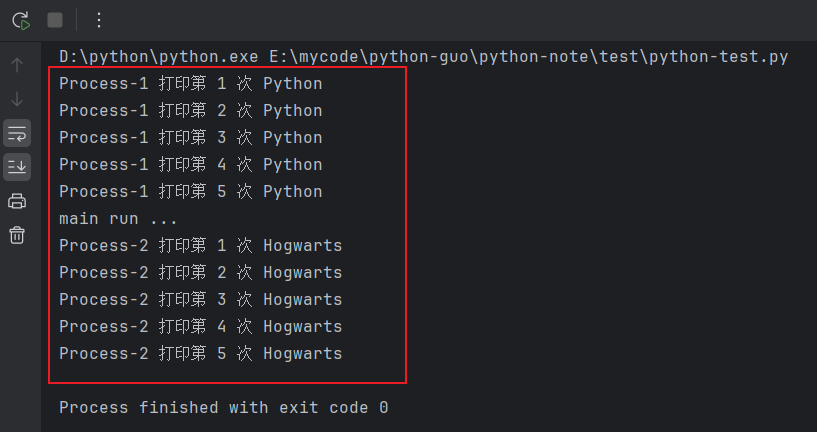 D:\python\python.exe E:\mycode\python-guo\python-note\test\python-test.py
Process-1 打印第 1 次 Python
Process-1 打印第 2 次 Python
Process-1 打印第 3 次 Python
Process-1 打印第 4 次 Python
Process-1 打印第 5 次 Python
main run ...
Process-2 打印第 1 次 Hogwarts
Process-2 打印第 2 次 Hogwarts
Process-2 打印第 3 次 Hogwarts
Process-2 打印第 4 次 Hogwarts
Process-2 打印第 5 次 Hogwarts
Process finished with exit code 0